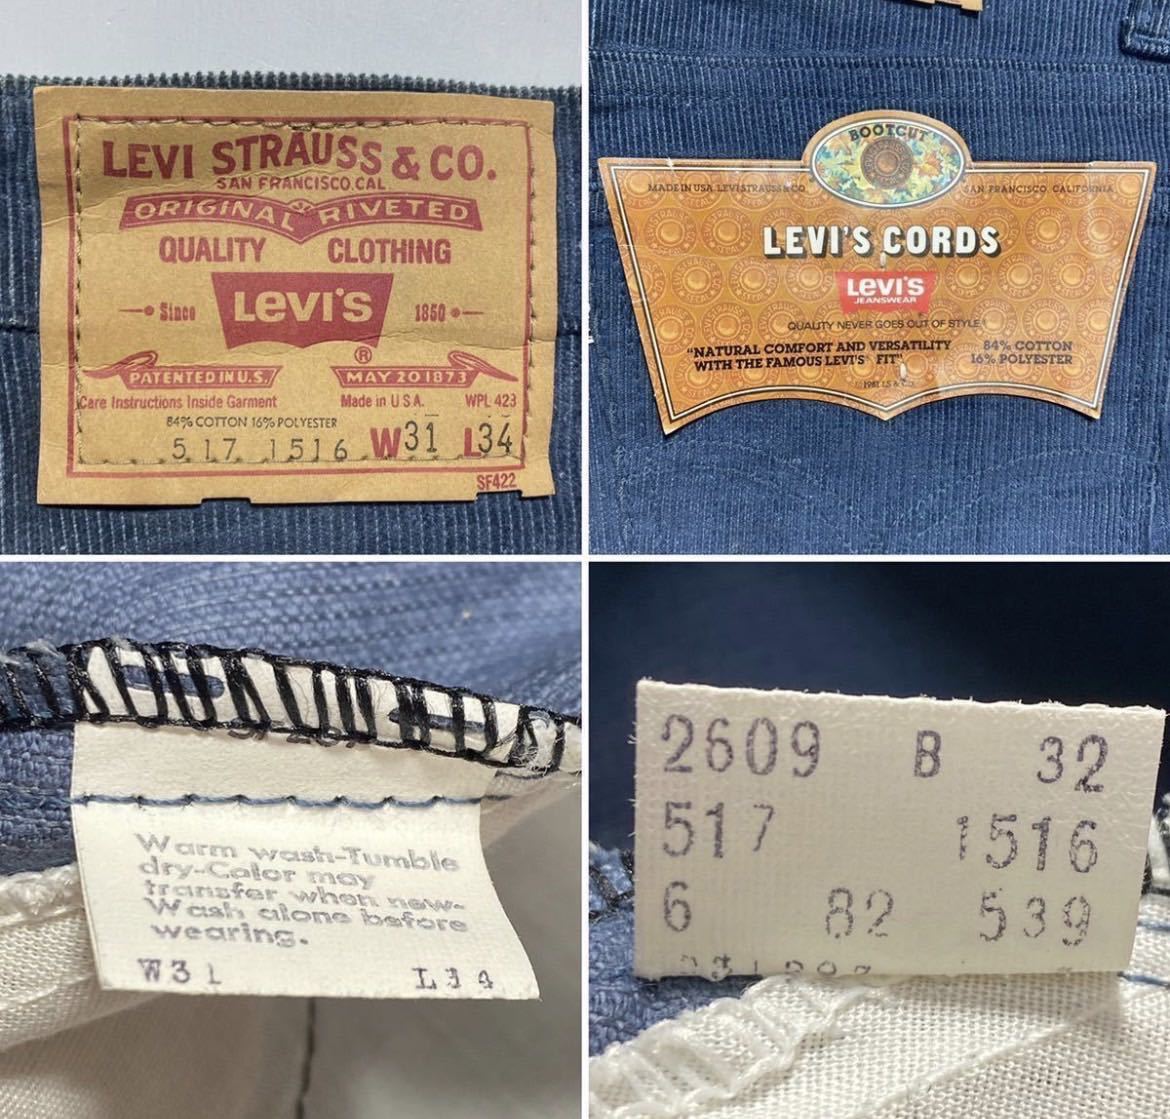 LEVI STRAUSS & CO.
SAN FRANCISCO, CAL
ORIGINAL RIVETED
QUALITY CLOTHING
Since LEVI'S 1850
®
PATENTED IN U.S. MAY 20 1873
Care Instructions Inside Garment Made in U S A. WPL 423
84% COTTON 16% POLYESTER
517 1516 W31 L34
SF422
BOOTCUT
MADE IN USA LEVI STRAUSS & CO SAN FRANCISCO CALIFORNIA
LEVI'S CORDS
LEVI'S
JEANSWEAR
QUALITY NEVER GOES OUT OF STYLE
"NATURAL COMFORT AND VERSATILITY 84% COTTON
WITH THE FAMOUS LEVI'S FIT" 16% POLYESTER
© 1981 LS & CO.
Warm wash-Tumble
dry-Color may
transfer when new-
Wash alone before
wearing.
W31 L34
2609 B 32
517 1516
6 82 539